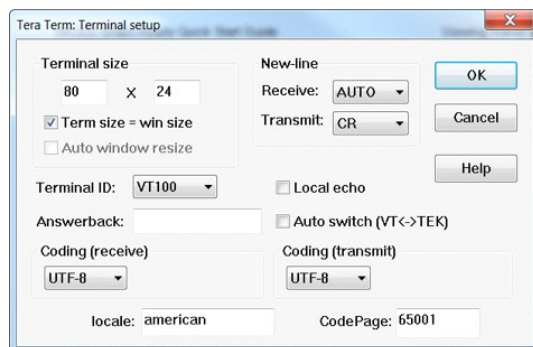 Tera Term: Terminal setup
Terminal size
80 X 24
Term size = win size
Auto window resize
New-line
Receive: AUTO
Transmit: CR
OK
Cancel
Help
Terminal ID: VT100
Local echo
Answerback:
Auto switch (VT<->TEK)
Coding (receive)
UTF-8
Coding (transmit)
UTF-8
locale: american
CodePage: 65001